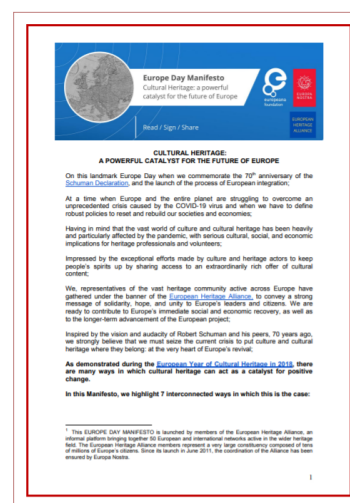 Europe Day Manifesto
Cultural Heritage: a powerful
catalyst for the future of Europe
Read / Sign / Share
europeana
foundation
EUROPA
NOSTRA
EUROPEAN
HERITAGE
ALLIANCE
CULTURAL HERITAGE:
A POWERFUL CATALYST FOR THE FUTURE OF EUROPE
On this landmark Europe Day when we commemorate the 70th anniversary of the
Schuman Declaration, and the launch of the process of European integration;
At a time when Europe and the entire planet are struggling to overcome an
unprecedented crisis caused by the COVID-19 virus and when we have to define
robust policies to reset and rebuild our societies and economies;
Having in mind that the vast world of culture and cultural heritage has been heavily
and particularly affected by the pandemic, with serious cultural, social, and economic
implications for heritage professionals and volunteers;
Impressed by the exceptional efforts made by culture and heritage actors to keep
people's spirits up by sharing access to an extraordinarily rich offer of cultural
content;
We, representatives of the vast heritage community active across Europe have
gathered under the banner of the European Heritage Alliance, to convey a strong
message of solidarity, hope, and unity to Europe's leaders and citizens. We are
ready to contribute to Europe's immediate social and economic recovery, as well as
to the longer-term advancement of the European project;
Inspired by the vision and audacity of Robert Schuman and his peers, 70 years ago,
we strongly believe that we must seize the current crisis to put culture and cultural
heritage where they belong: at the very heart of Europe's revival;
As demonstrated during the European Year of Cultural Heritage in 2018, there
are many ways in which cultural heritage can act as a catalyst for positive
change.
In this Manifesto, we highlight 7 interconnected ways in which this is the case:
1 This EUROPE DAY MANIFESTO is launched by members of the European Heritage Alliance, an
informal platform bringing together 50 European and international networks active in the wider heritage
field. The European Heritage Alliance members represent a very large constituency composed of tens
of millions of Europe's citizens. Since its launch in June 2011, the coordination of the Alliance has been
ensured by Europa Nostra.
1